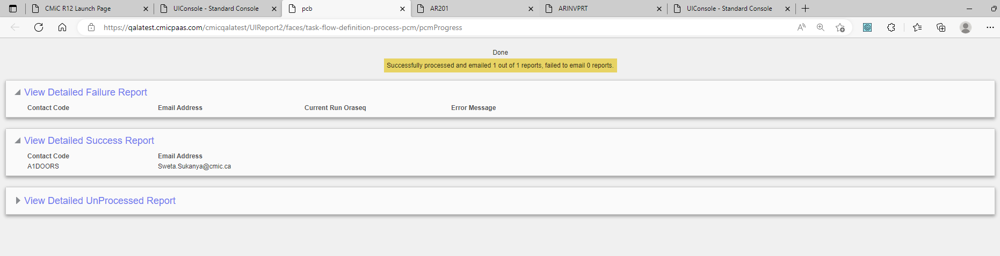 CMiC R12 Launch Page
UIConsole - Standard Console
pcb
AR201
ARINVPRT
UIConsole - Standard Console
https://qalatest.cmicpaas.com/cmicqalatest/UIReport2/faces/task-flow-definition-process-pcm/pcmProgress
Done
Successfully processed and emailed 1 out of 1 reports, failed to email 0 reports.
View Detailed Failure Report
Contact Code Email Address Current Run Oraseq Error Message
View Detailed Success Report
Contact Code Email Address
A1DOORS Sweta.Sukanya@cmic.ca
View Detailed UnProcessed Report